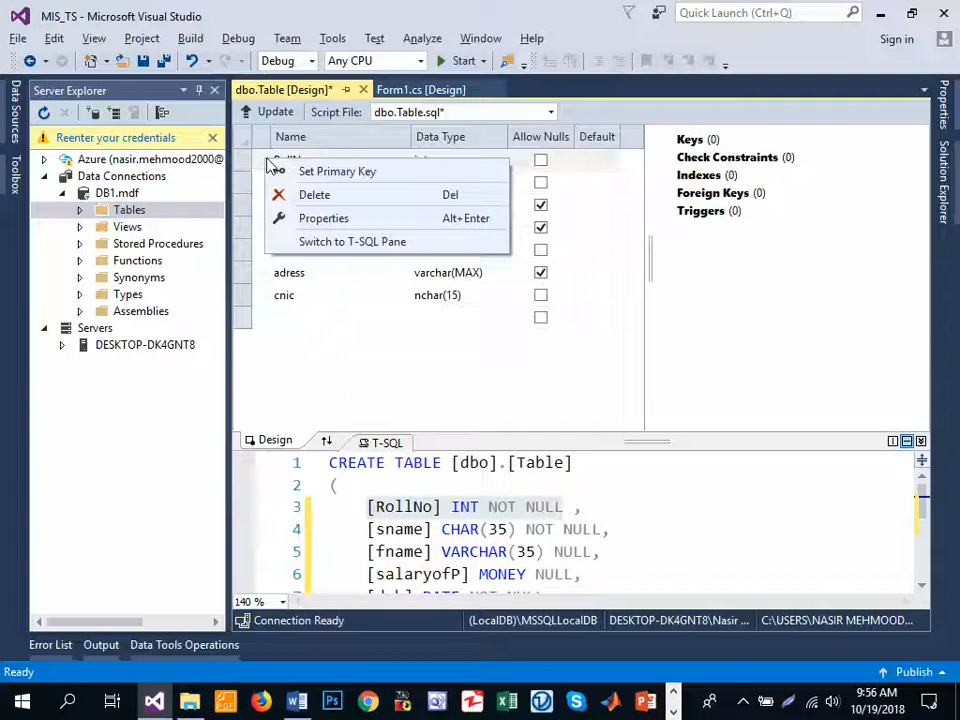 MIS_TS - Microsoft Visual Studio
Quick Launch (Ctrl+Q)
File Edit View Project Build Debug Team Tools Test Analyze Window Help
Sign in
Debug Any CPU Start
Data Sources
Toolbox
Server Explorer
Reenter your credentials
Azure (nasir.mehmood2000@
Data Connections
DB1.mdf
Tables
Views
Stored Procedures
Functions
Synonyms
Types
Assemblies
Servers
DESKTOP-DK4GNT8
dbo.Table [Design]* Form1.cs [Design]
Update Script File: dbo.Table.sql*
Name Data Type Allow Nulls Default
Set Primary Key
Delete Del
Properties Alt+Enter
Switch to T-SQL Pane
adress varchar(MAX)
cnic nchar(15)
Keys (0)
Check Constraints (0)
Indexes (0)
Foreign Keys (0)
Triggers (0)
Properties
Solution Explorer
Design T-SQL
1 CREATE TABLE [dbo].[Table]
2 (
3 [RollNo] INT NOT NULL ,
4 [sname] CHAR(35) NOT NULL,
5 [fname] VARCHAR(35) NULL,
6 [salaryofP] MONEY NULL,
140 %
Connection Ready (LocalDB)\MSSQLLocalDB DESKTOP-DK4GNT8\Nasir ... C:\USERS\NASIR MEHMOOD...
Error List Output Data Tools Operations
Ready Publish
9:56 AM
10/19/2018